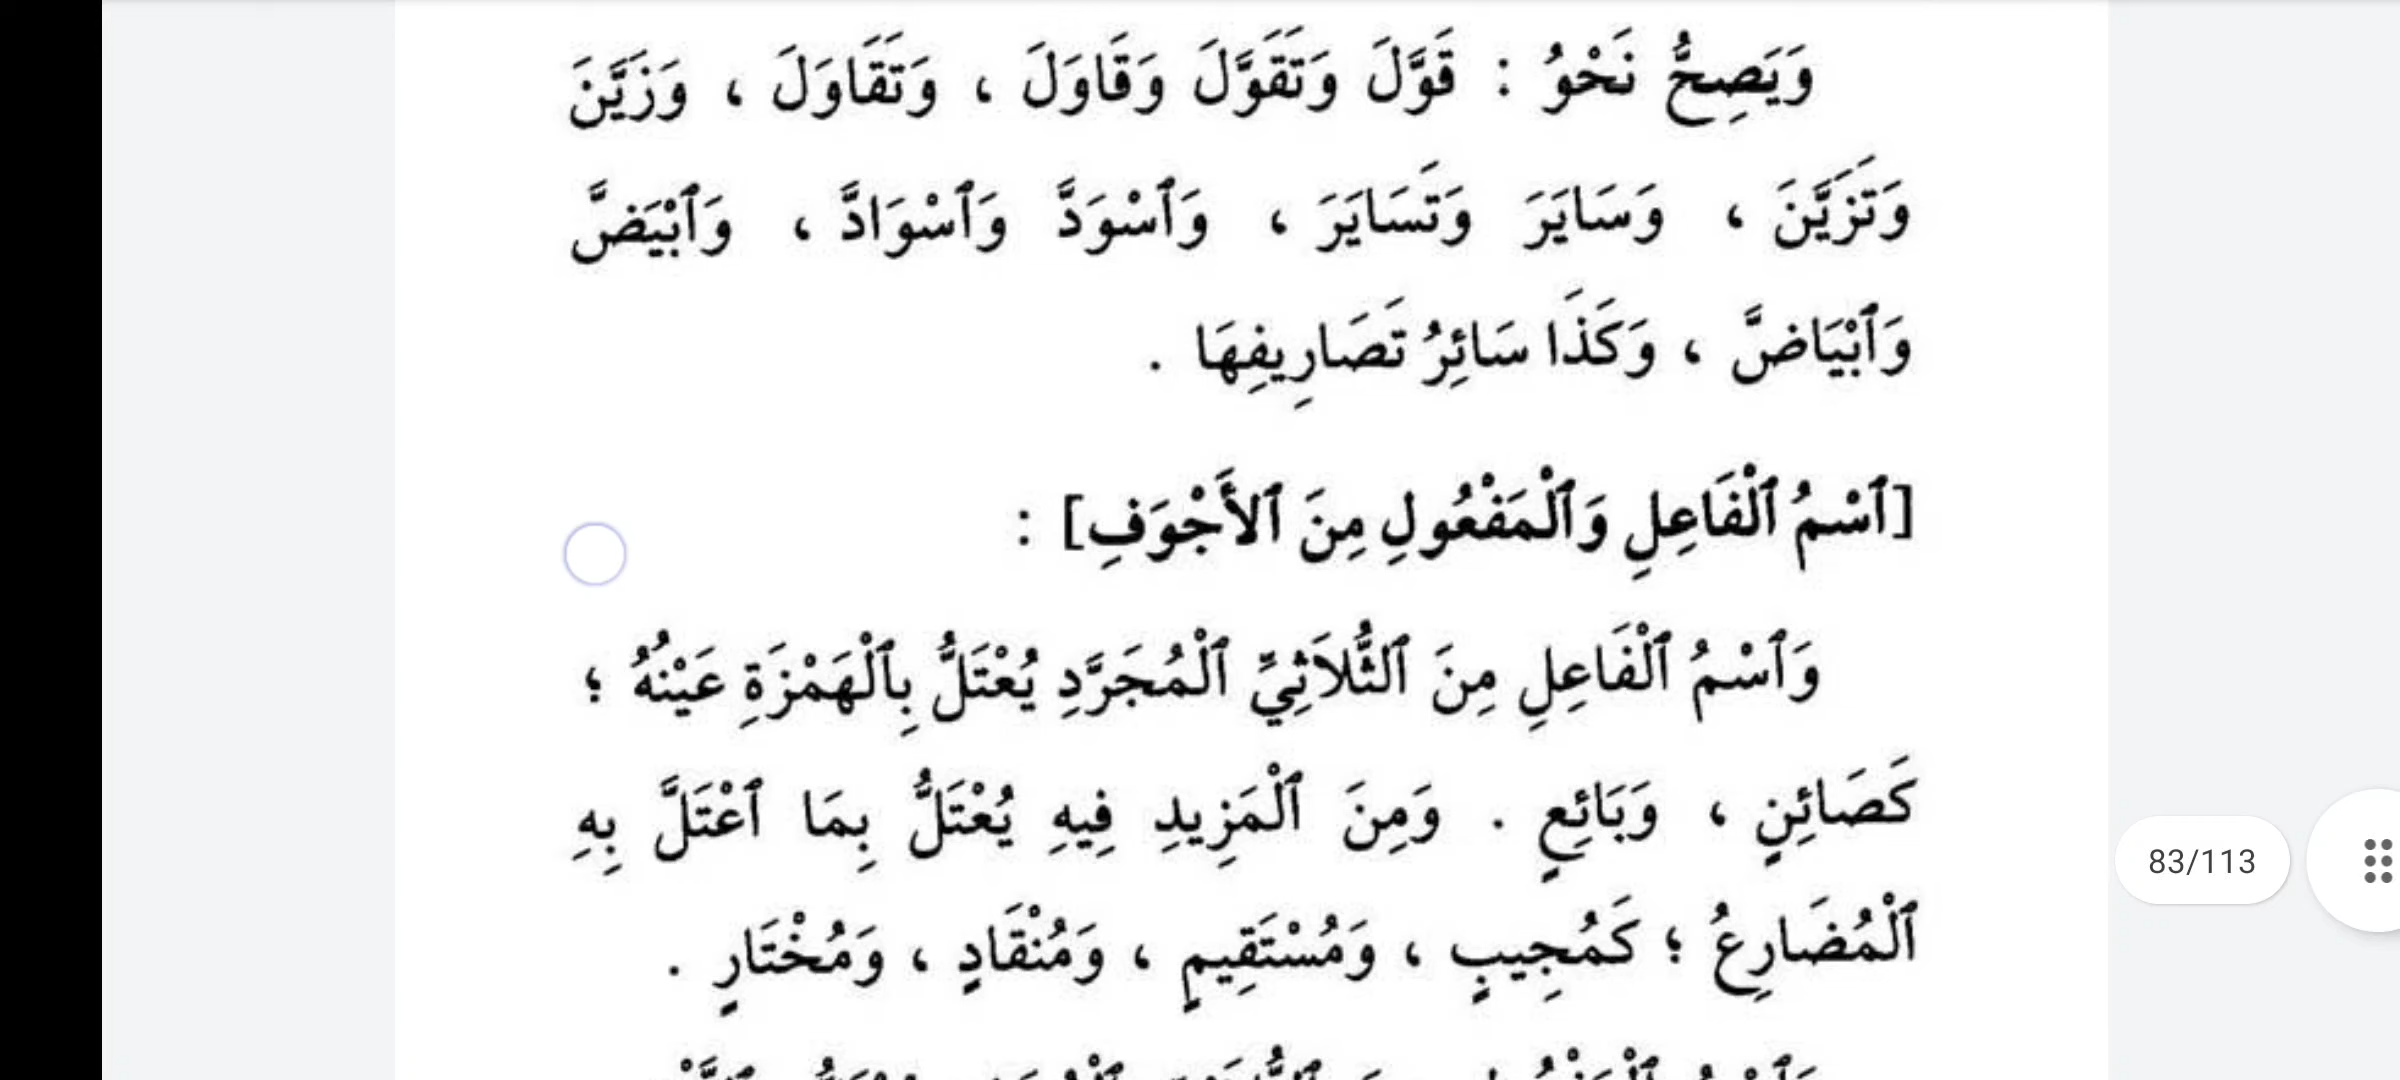 وَيَصِحُّ نَحْوُ : قَوَّلَ وَتَقَوَّلَ وَقَاوَلَ ، وَتَقَاوَلَ ، وَزَيَّنَ
وَتَزَيَّنَ ، وَسَايَرَ وَتَسَايَرَ ، وَٱسْوَدَّ وَٱسْوَادَّ ، وَٱبْيَضَّ
وَٱبْيَاضَّ ، وَكَذَا سَائِرُ تَصَارِيفِهَا .
[ٱسْمُ ٱلْفَاعِلِ وَٱلْمَفْعُولِ مِنَ ٱلأَجْوَفِ] :
وَٱسْمُ ٱلْفَاعِلِ مِنَ ٱلثُّلاَثِيِّ ٱلْمُجَرَّدِ يُعْتَلُّ بِٱلْهَمْزَةِ عَيْنُهُ ؛
كَصَائِنٍ ، وَبَائِعٍ . وَمِنَ ٱلْمَزِيدِ فِيهِ يُعْتَلُّ بِمَا ٱعْتَلَّ بِهِ
ٱلْمُضَارِعُ ؛ كَمُجِيبٍ ، وَمُسْتَقِيمٍ ، وَمُنْقَادٍ ، وَمُخْتَارٍ .
83/113